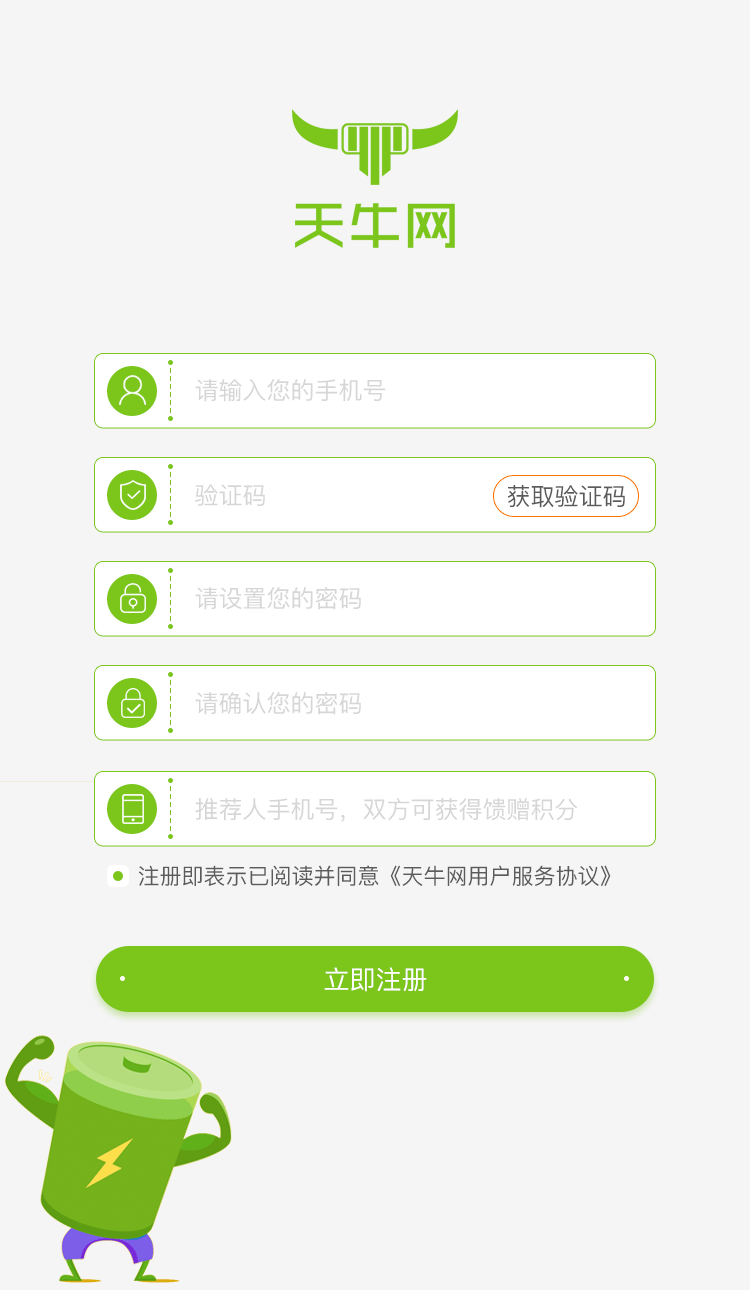 天牛网
请输入您的手机号
验证码
获取验证码
请设置您的密码
请确认您的密码
推荐人手机号，双方可获得馈赠积分
注册即表示已阅读并同意《天牛网用户服务协议》
立即注册